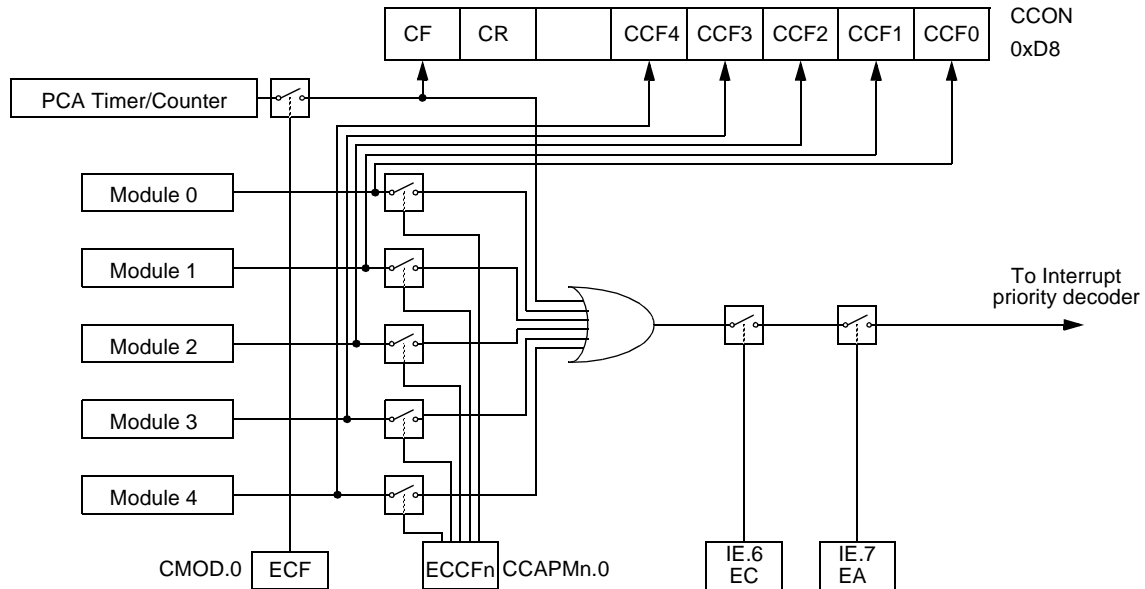 CF CR CCF4 CCF3 CCF2 CCF1 CCF0
CCON
0xD8
PCA Timer/Counter
Module 0
Module 1
Module 2
Module 3
Module 4
To Interrupt
priority decoder
CMOD.0 ECF
ECCFn CCAPMn.0
IE.6
EC
IE.7
EA